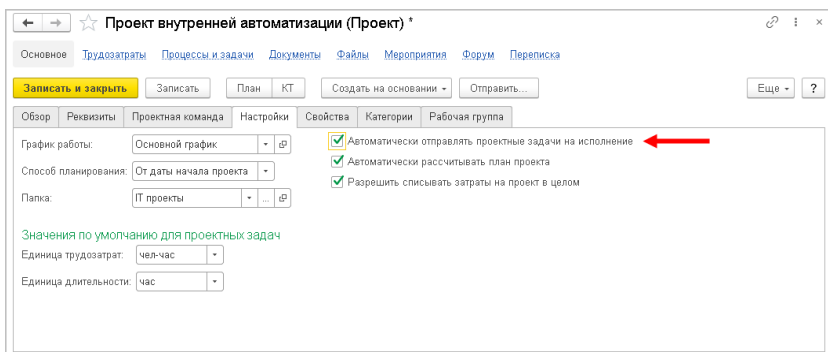 Проект внутренней автоматизации (Проект) *
Основное Трудозатраты Процессы и задачи Документы Файлы Мероприятия Форум Переписка
Записать и закрыть Записать План КТ Создать на основании Отправить... Еще ?
Обзор Реквизиты Проектная команда Настройки Свойства Категории Рабочая группа
График работы: Основной график Автоматически отправлять проектные задачи на исполнение
Способ планирования: От даты начала проекта Автоматически рассчитывать план проекта
Папка: IT проекты ... Разрешить списывать затраты на проект в целом
Значения по умолчанию для проектных задач
Единица трудозатрат: чел-час
Единица длительности: час